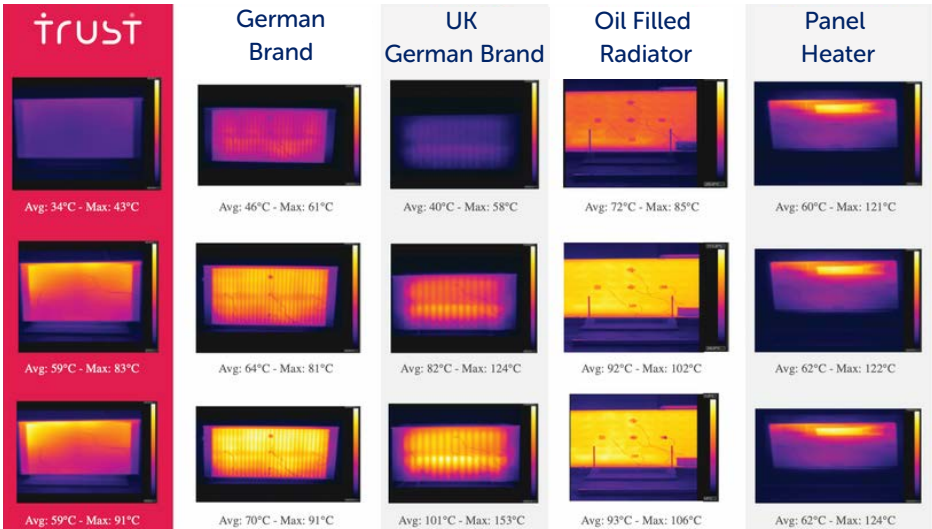 trust
German
Brand
UK
German Brand
Oil Filled
Radiator
Panel
Heater
Avg: 34°C - Max: 43°C
Avg: 46°C - Max: 61°C
Avg: 40°C - Max: 58°C
Avg: 72°C - Max: 85°C
Avg: 60°C - Max: 121°C
Avg: 59°C - Max: 83°C
Avg: 64°C - Max: 81°C
Avg: 82°C - Max: 124°C
Avg: 92°C - Max: 102°C
Avg: 62°C - Max: 122°C
Avg: 59°C - Max: 91°C
Avg: 70°C - Max: 91°C
Avg: 101°C - Max: 153°C
Avg: 93°C - Max: 106°C
Avg: 62°C - Max: 124°C